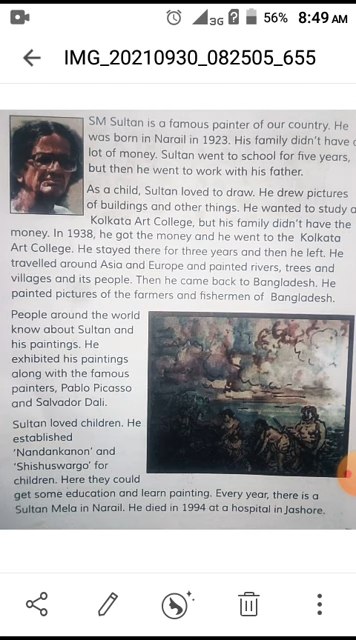 3G 56% 8:49 AM
IMG_20210930_082505_655
SM Sultan is a famous painter of our country. He
was born in Narail in 1923. His family didn't have
lot of money. Sultan went to school for five years,
but then he went to work with his father.
As a child, Sultan loved to draw. He drew pictures
of buildings and other things. He wanted to study a
Kolkata Art College, but his family didn't have the
money. In 1938, he got the money and he went to the Kolkata
Art College. He stayed there for three years and then he left. He
travelled around Asia and Europe and painted rivers, trees and
villages and its people. Then he came back to Bangladesh. He
painted pictures of the farmers and fishermen of Bangladesh.
People around the world
know about Sultan and
his paintings. He
exhibited his paintings
along with the famous
painters, Pablo Picasso
and Salvador Dali.
Sultan loved children. He
established
'Nandankanon' and
'Shishuswargo' for
children. Here they could
get some education and learn painting. Every year, there is a
Sultan Mela in Narail. He died in 1994 at a hospital in Jashore.